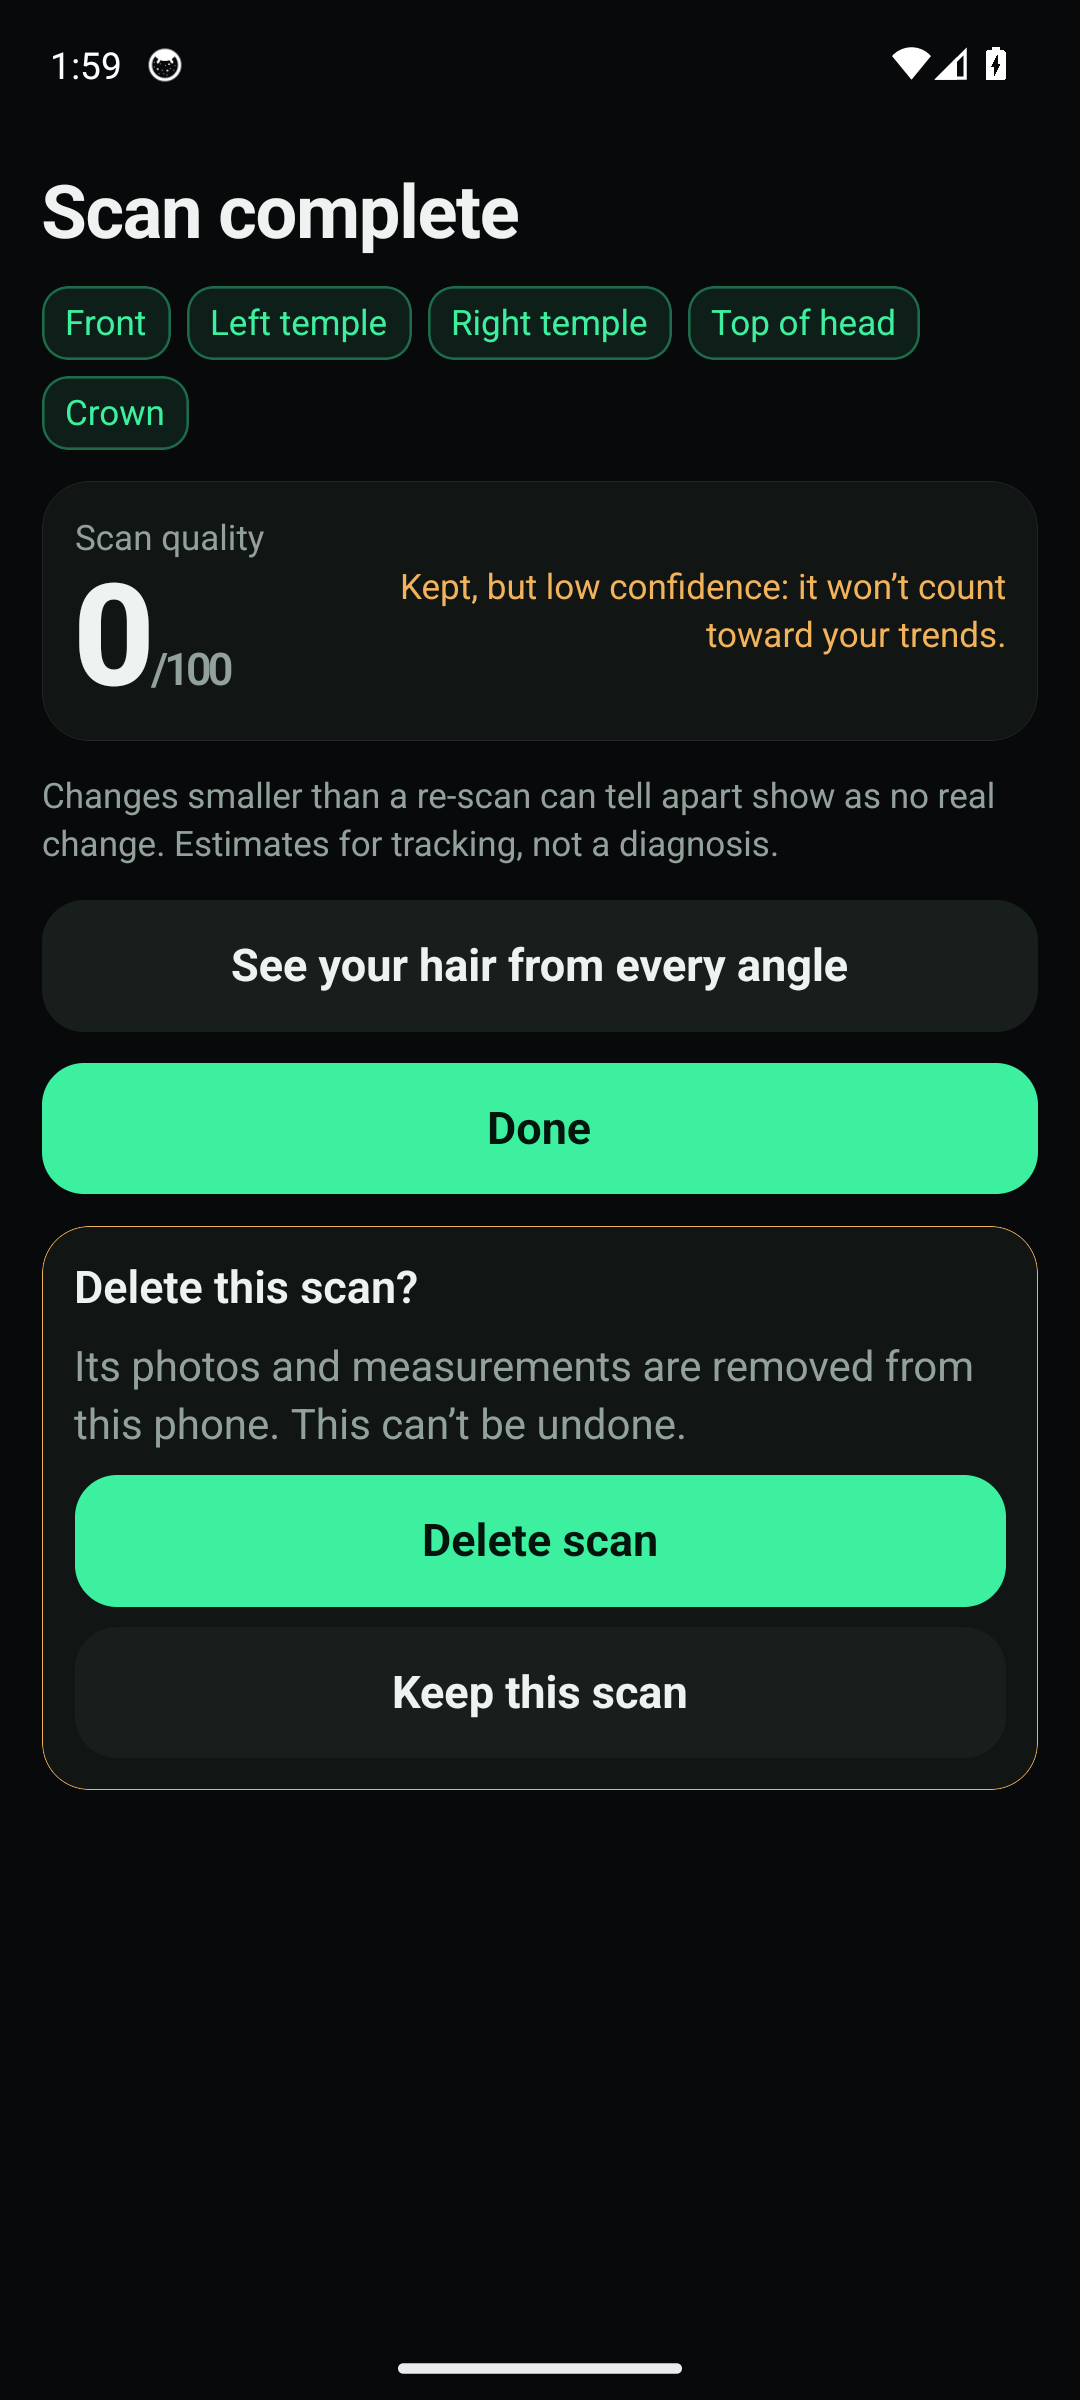 1:59
Scan complete
Front
Left temple
Right temple
Top of head
Crown
Scan quality
0/100
Kept, but low confidence: it won’t count
toward your trends.
Changes smaller than a re-scan can tell apart show as no real
change. Estimates for tracking, not a diagnosis.
See your hair from every angle
Done
Delete this scan?
Its photos and measurements are removed from
this phone. This can’t be undone.
Delete scan
Keep this scan